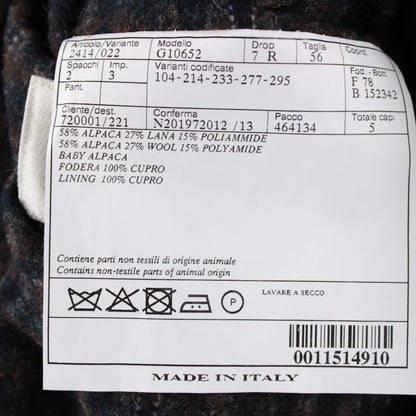 Articolo/Variante Modello Drop Taglia Coord.
2414/022 G10652 7 R 56
Spacchi Imp. Varianti codificate Fod. - Bott.
2 3 104-214-233-277-295 F 78
Pant. B 152342
Cliente/dest. Conferma Pacco Totale capi
720001/221 N201972012 /13 464134 5
58% ALPACA 27% LANA 15% POLIAMMIDE
58% ALPACA 27% WOOL 15% POLYAMIDE
BABY ALPACA
FODERA 100% CUPRO
LINING 100% CUPRO
Contiene parti non tessili di origine animale
Contains non-textile parts of animal origin
P
LAVARE A SECCO
0011514910
MADE IN ITALY